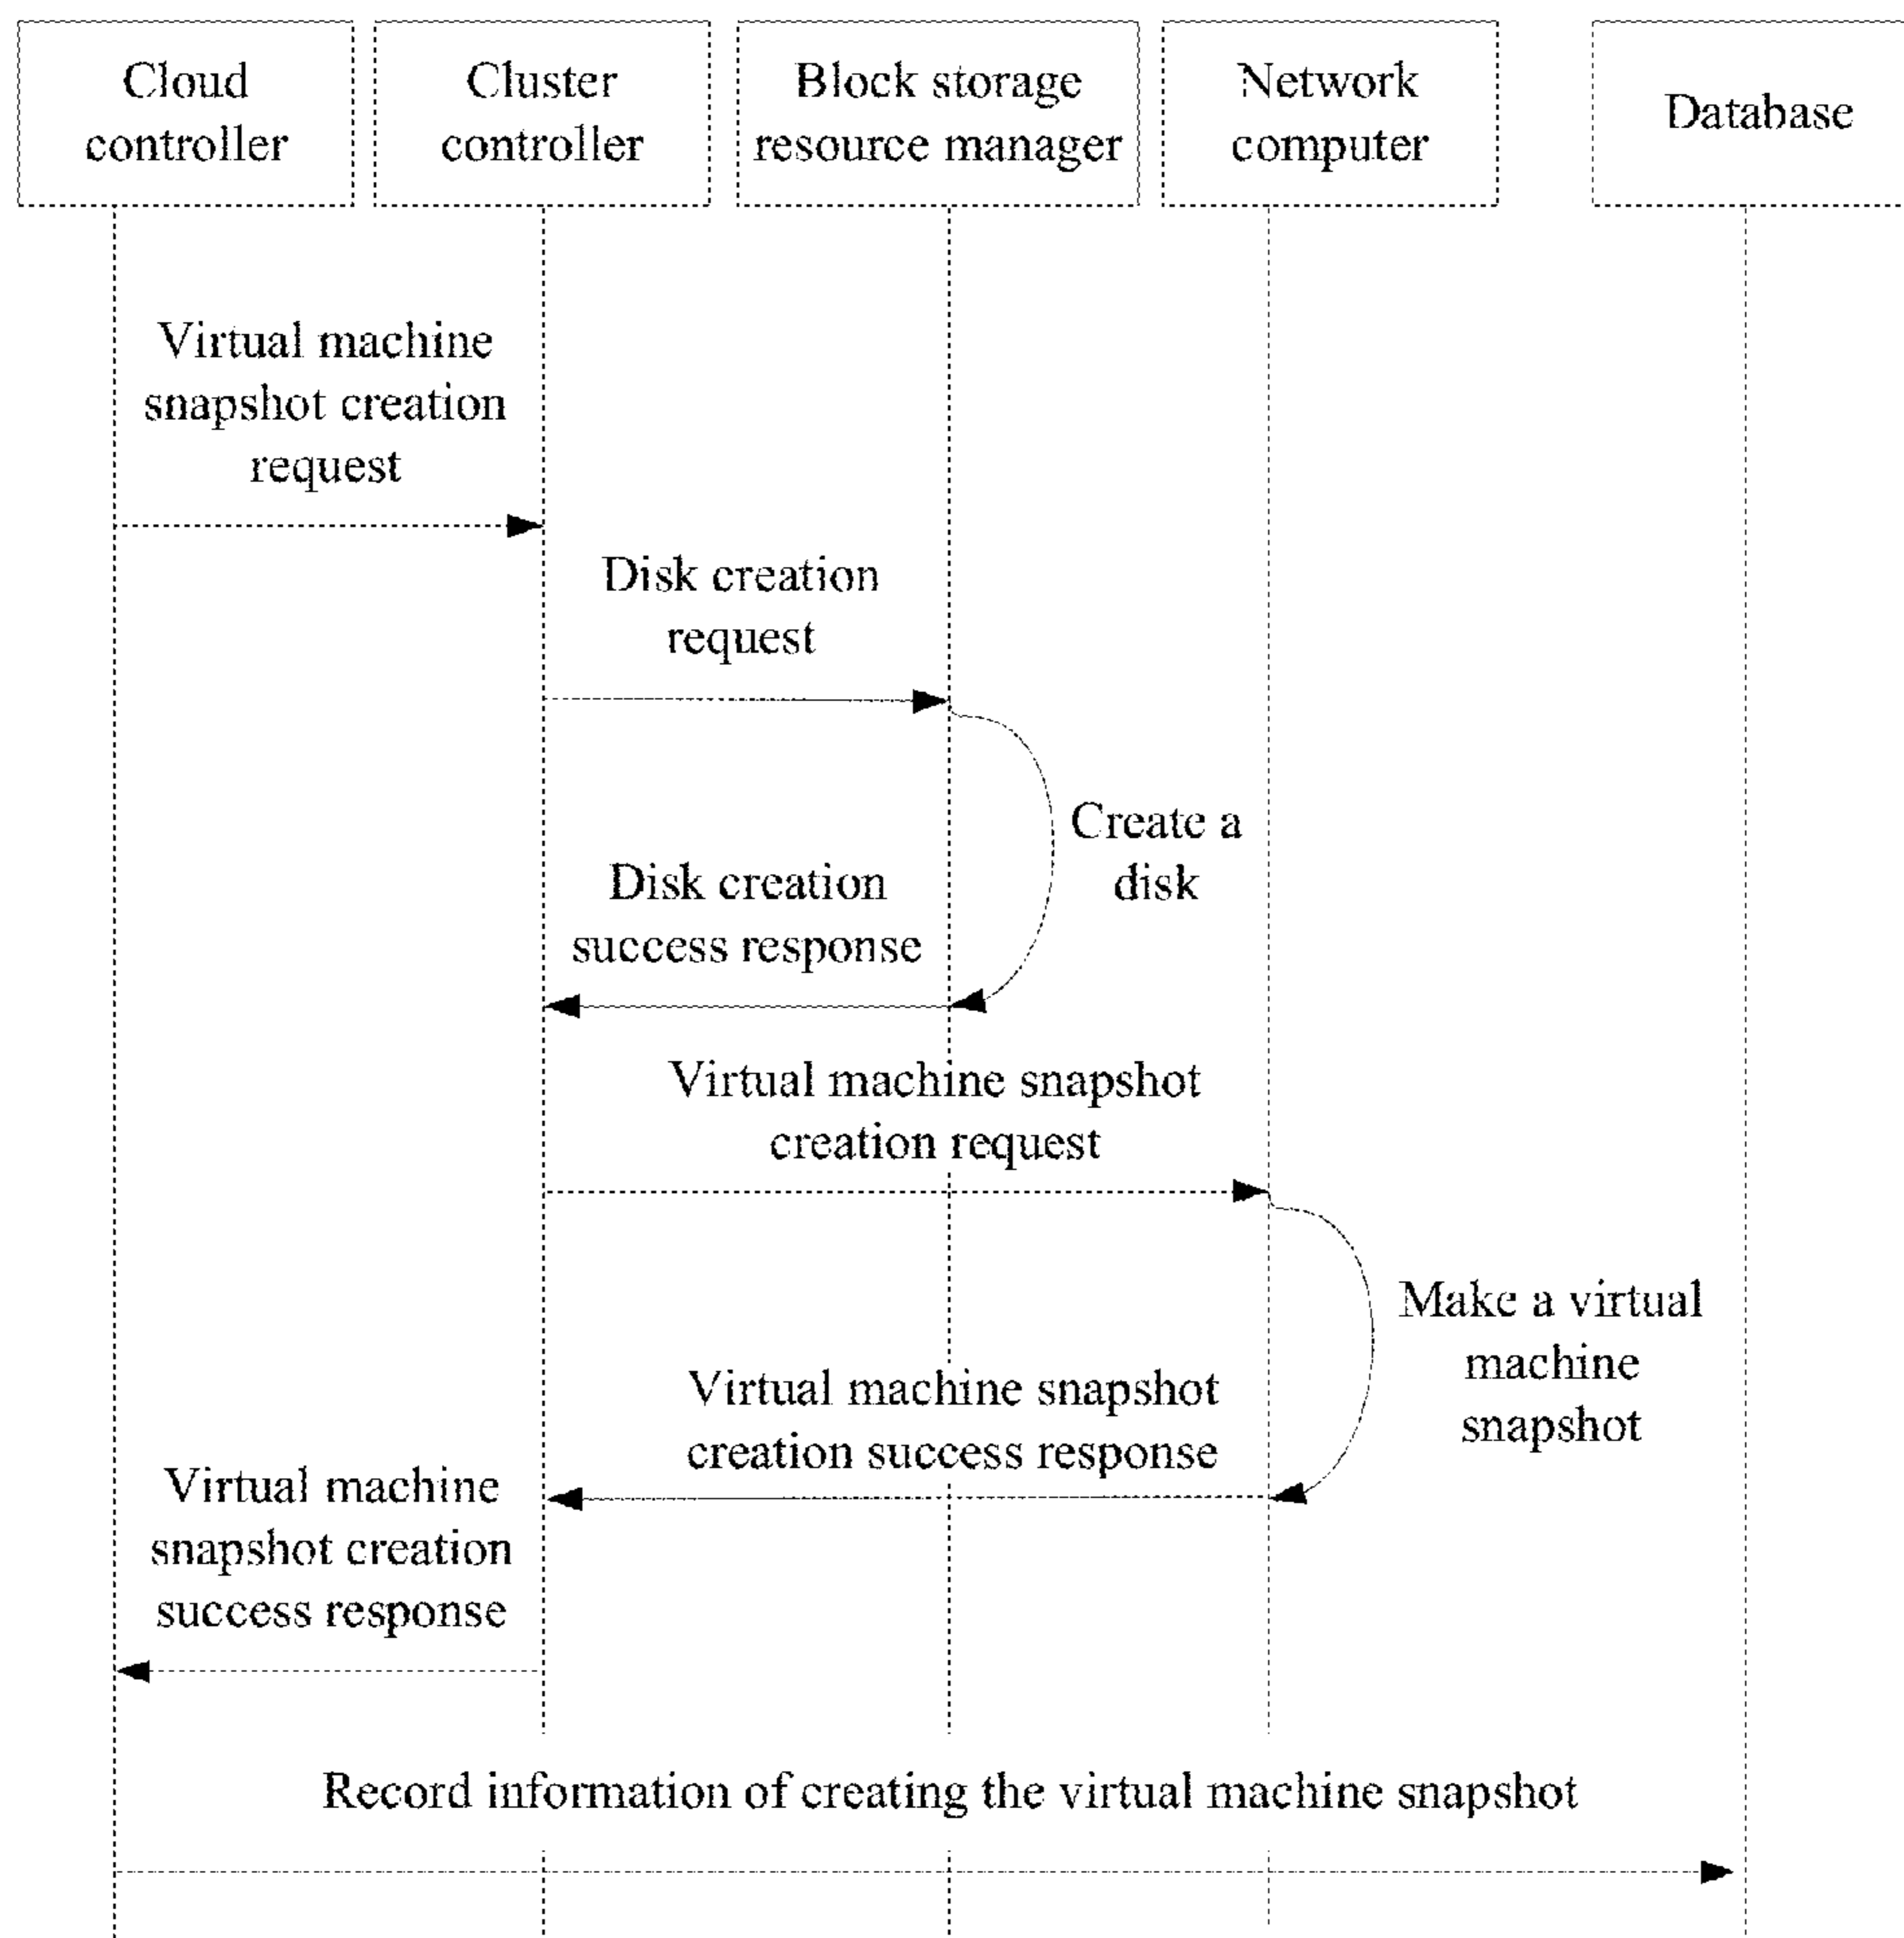 Cloud
controller
Cluster
controller
Block storage
resource manager
Network
computer
Database
Virtual machine
snapshot creation
request
Disk creation
request
Create a
disk
Disk creation
success response
Virtual machine snapshot
creation request
Make a virtual
machine
snapshot
Virtual machine snapshot
creation success response
Virtual machine
snapshot creation
success response
Record information of creating the virtual machine snapshot